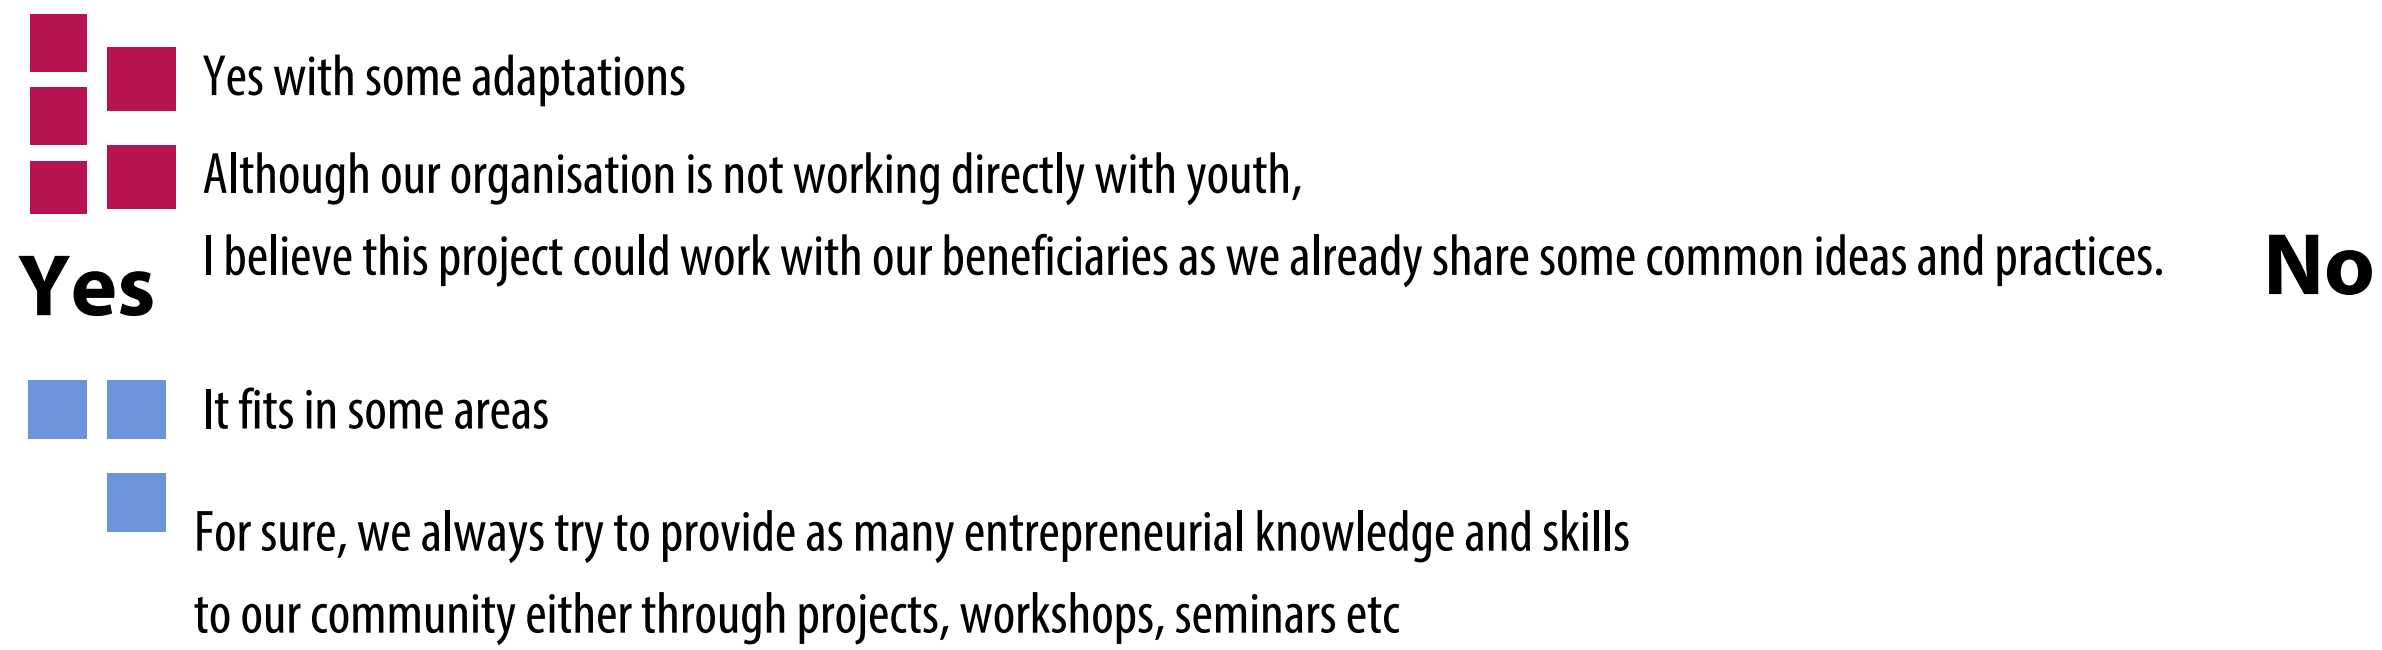 Yes with some adaptations
Although our organisation is not working directly with youth,
I believe this project could work with our beneficiaries as we already share some common ideas and practices.
Yes
No
It fits in some areas
For sure, we always try to provide as many entrepreneurial knowledge and skills
to our community either through projects, workshops, seminars etc